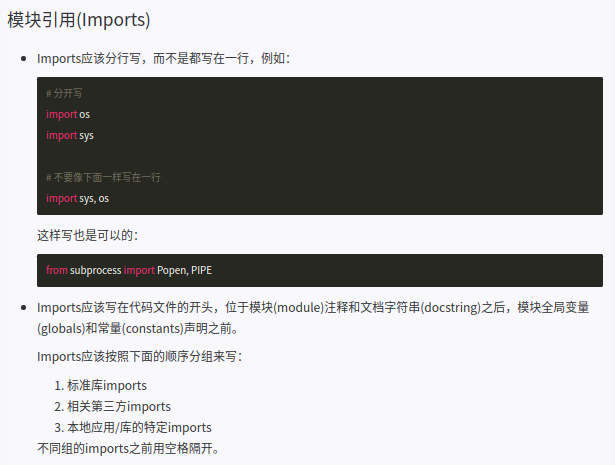 模块引用(Imports)
Imports应该分行写，而不是都写在一行，例如：
# 分开写
import os
import sys
# 不要像下面一样写在一行
import sys, os
这样写也是可以的：
from subprocess import Popen, PIPE
Imports应该写在代码文件的开头，位于模块(module)注释和文档字符串(docstring)之后，模块全局变量
(globals)和常量(constants)声明之前。
Imports应该按照下面的顺序分组来写：
1. 标准库imports
2. 相关第三方imports
3. 本地应用/库的特定imports
不同组的imports之前用空格隔开。